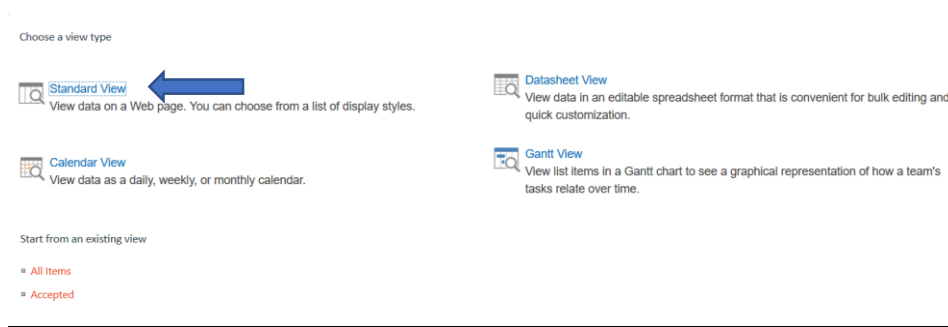 Choose a view type
Standard View
View data on a Web page. You can choose from a list of display styles.
Datasheet View
View data in an editable spreadsheet format that is convenient for bulk editing and
quick customization.
Calendar View
View data as a daily, weekly, or monthly calendar.
Gantt View
View list items in a Gantt chart to see a graphical representation of how a team's
tasks relate over time.
Start from an existing view
All Items
Accepted